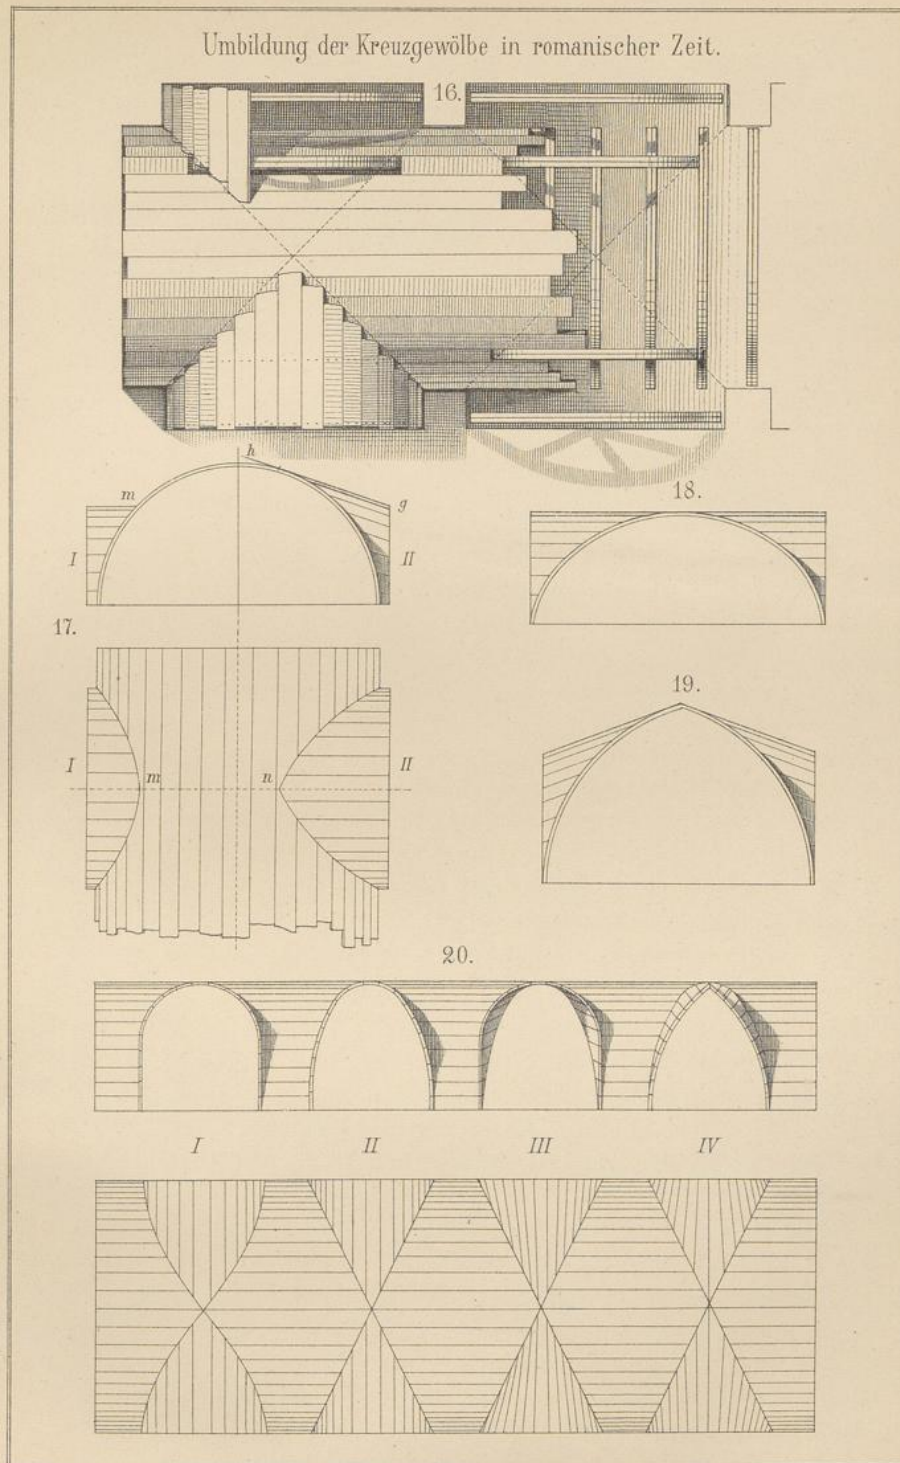 Umbildung der Kreuzgewölbe in romanischer Zeit.
16.
h
m
g
I
II
18.
17.
19.
I
m
n
II
20.
I
II
III
IV